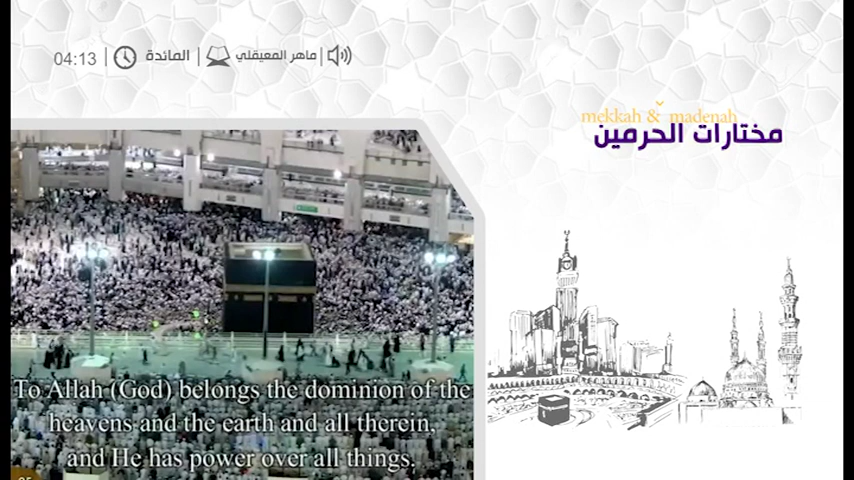 04:13 | المائدة | ماهر المعيقلي
mekkah & madenah
مختارات الحرمين
To Allah (God) belongs the dominion of the
heavens and the earth and all therein,
and He has power over all things.